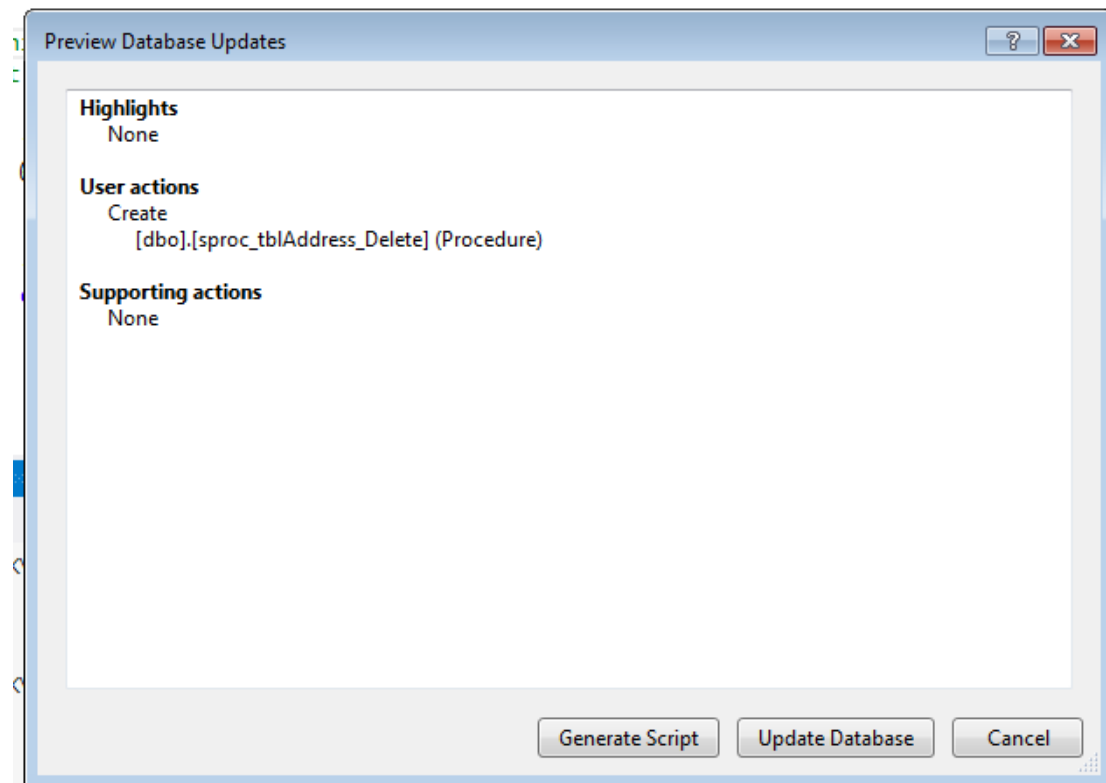 Preview Database Updates
Highlights
None
User actions
Create
[dbo].[sproc_tblAddress_Delete] (Procedure)
Supporting actions
None
Generate Script
Update Database
Cancel